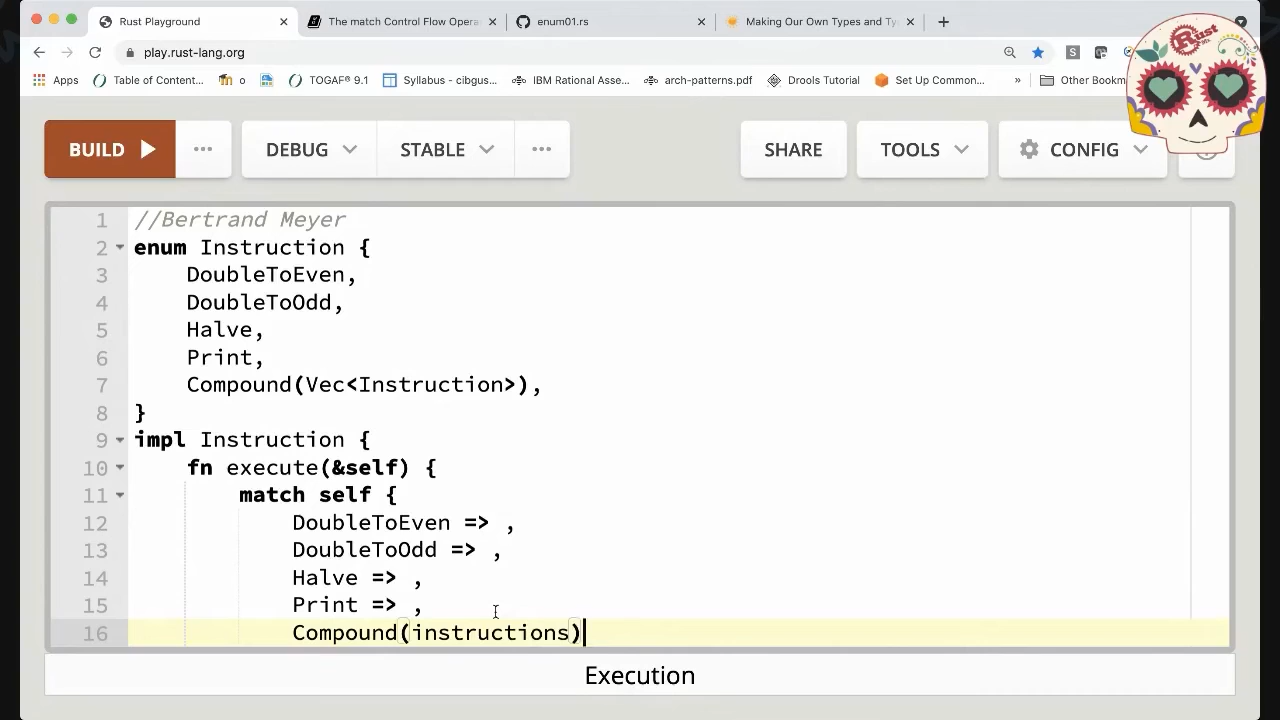 Rust Playground
The match Control Flow Opera
enum01.rs
Making Our Own Types and Ty
play.rust-lang.org
S
Apps
Table of Content...
o
TOGAF® 9.1
Syllabus - cibgus...
IBM Rational Asse...
arch-patterns.pdf
Drools Tutorial
Set Up Common...
»
Other Bookm
Rust
BUILD
...
DEBUG
STABLE
...
SHARE
TOOLS
CONFIG
1 //Bertrand Meyer
2 enum Instruction {
3 DoubleToEven,
4 DoubleToOdd,
5 Halve,
6 Print,
7 Compound(Vec<Instruction>),
8 }
9 impl Instruction {
10 fn execute(&self) {
11 match self {
12 DoubleToEven => ,
13 DoubleToOdd => ,
14 Halve => ,
15 Print => ,
16 Compound(instructions)
Execution